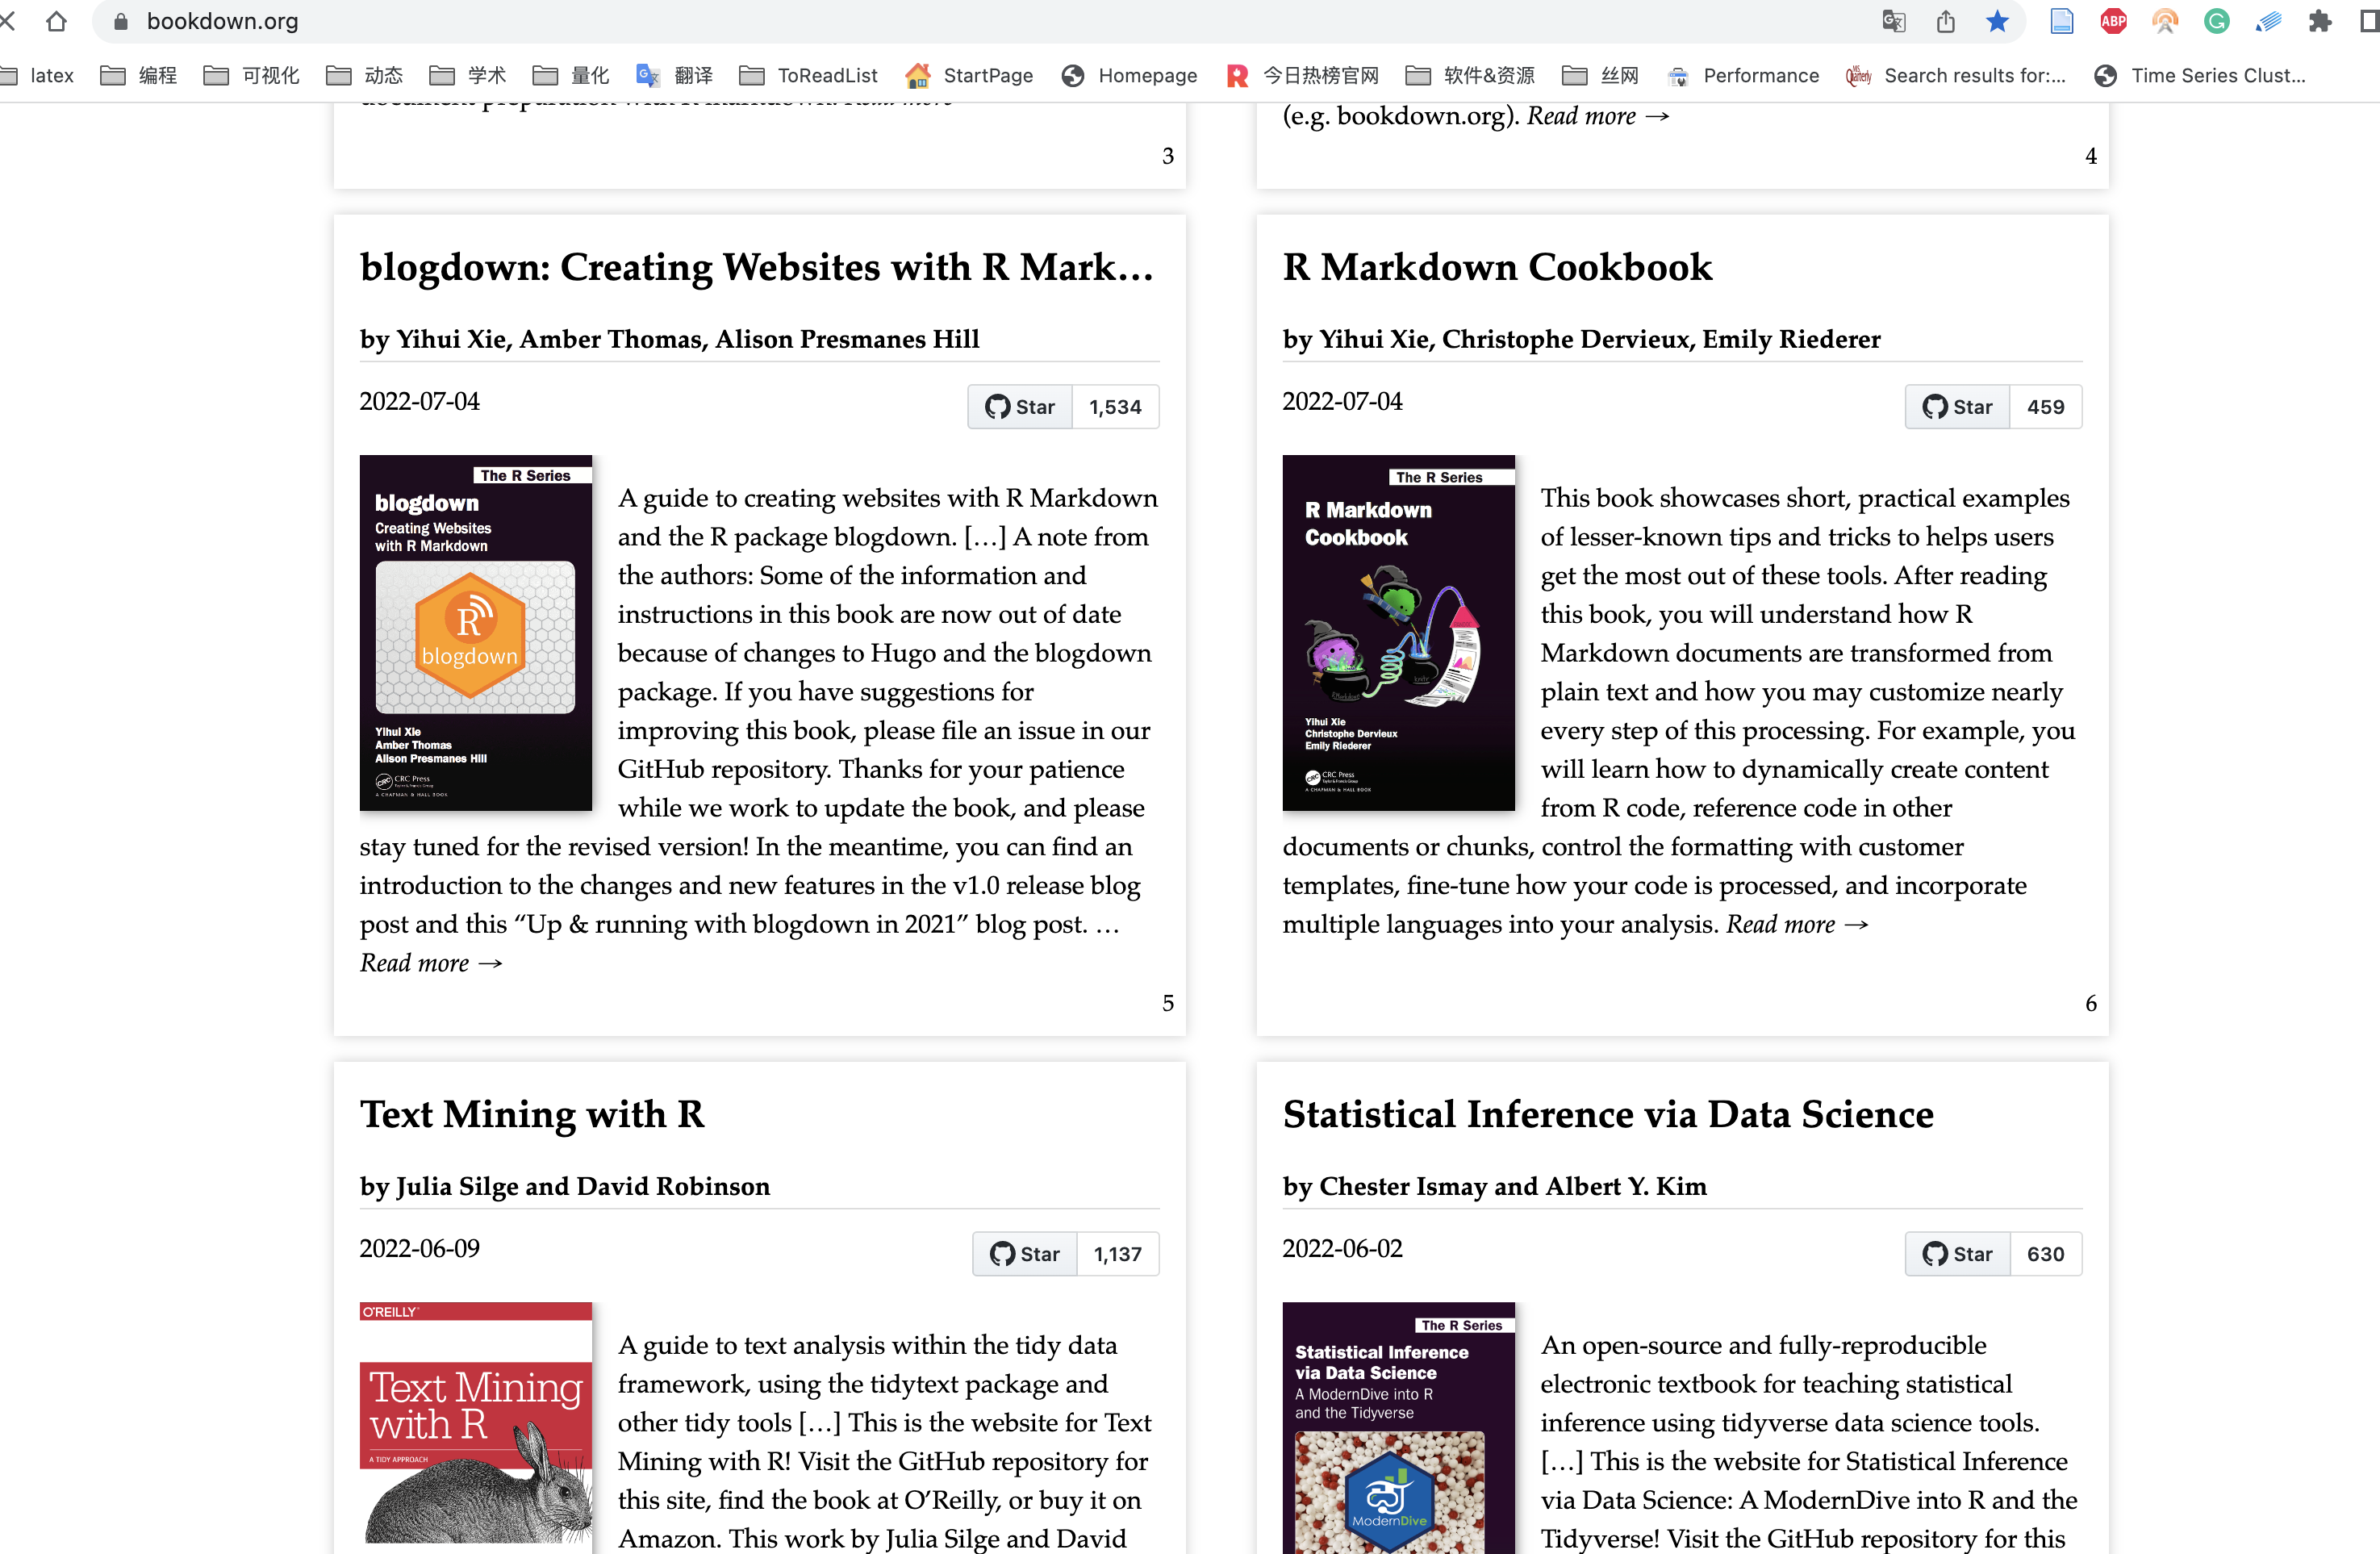 bookdown.org
latex 编程 可视化 动态 学术 量化 翻译 ToReadList StartPage Homepage 今日热榜官网 软件&资源 丝网 Performance Search results for:... Time Series Clust...
document preparation with R Markdown. Read more
3
(e.g. bookdown.org). Read more →
4
blogdown: Creating Websites with R Mark…
by Yihui Xie, Amber Thomas, Alison Presmanes Hill
2022-07-04
Star 1,534
The R Series
blogdown
Creating Websites
with R Markdown
R
blogdown
Yihui Xie
Amber Thomas
Alison Presmanes Hill
CRC Press
Taylor & Francis Group
A CHAPMAN & HALL BOOK
A guide to creating websites with R Markdown
and the R package blogdown. […] A note from
the authors: Some of the information and
instructions in this book are now out of date
because of changes to Hugo and the blogdown
package. If you have suggestions for
improving this book, please file an issue in our
GitHub repository. Thanks for your patience
while we work to update the book, and please
stay tuned for the revised version! In the meantime, you can find an
introduction to the changes and new features in the v1.0 release blog
post and this “Up & running with blogdown in 2021” blog post. …
Read more →
5
R Markdown Cookbook
by Yihui Xie, Christophe Dervieux, Emily Riederer
2022-07-04
Star 459
The R Series
R Markdown
Cookbook
Yihui Xie
Christophe Dervieux
Emily Riederer
CRC Press
Taylor & Francis Group
A CHAPMAN & HALL BOOK
This book showcases short, practical examples
of lesser-known tips and tricks to helps users
get the most out of these tools. After reading
this book, you will understand how R
Markdown documents are transformed from
plain text and how you may customize nearly
every step of this processing. For example, you
will learn how to dynamically create content
from R code, reference code in other
documents or chunks, control the formatting with customer
templates, fine-tune how your code is processed, and incorporate
multiple languages into your analysis. Read more →
6
Text Mining with R
by Julia Silge and David Robinson
2022-06-09
Star 1,137
O'REILLY
Text Mining
with R
A TIDY APPROACH
A guide to text analysis within the tidy data
framework, using the tidytext package and
other tidy tools […] This is the website for Text
Mining with R! Visit the GitHub repository for
this site, find the book at O’Reilly, or buy it on
Amazon. This work by Julia Silge and David
Statistical Inference via Data Science
by Chester Ismay and Albert Y. Kim
2022-06-02
Star 630
The R Series
Statistical Inference
via Data Science
A ModernDive into R
and the Tidyverse
ModernDive
An open-source and fully-reproducible
electronic textbook for teaching statistical
inference using tidyverse data science tools.
[…] This is the website for Statistical Inference
via Data Science: A ModernDive into R and the
Tidyverse! Visit the GitHub repository for this